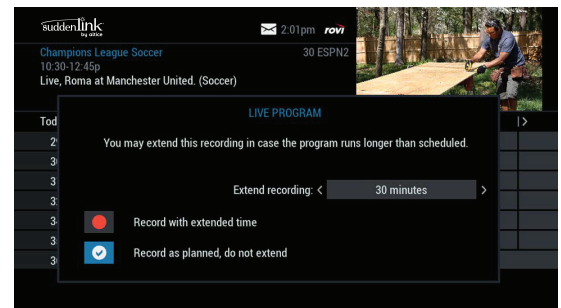 suddenlink
by altice
2:01pm rovi
Champions League Soccer 30 ESPN2
10:30-12:45p
Live, Roma at Manchester United. (Soccer)
LIVE PROGRAM
Tod
You may extend this recording in case the program runs longer than scheduled.
Extend recording: < 30 minutes >
Record with extended time
Record as planned, do not extend